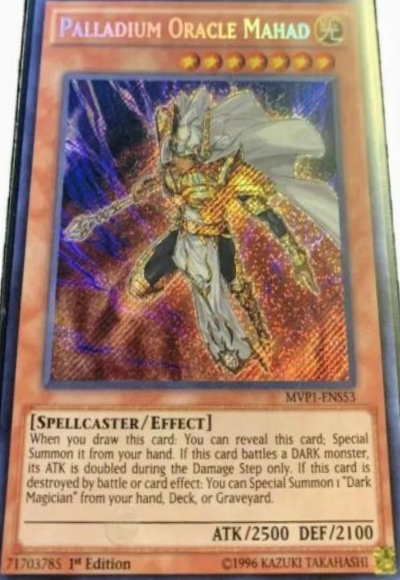 PALLADIUM ORACLE MAHAD
光
MVP1-ENS53
[SPELLCASTER/EFFECT]
When you draw this card: You can reveal this card; Special
Summon it from your hand. If this card battles a DARK monster,
its ATK is doubled during the Damage Step only. If this card is
destroyed by battle or card effect: You can Special Summon 1 "Dark
Magician" from your hand, Deck, or Graveyard.
ATK/2500 DEF/2100
71703785 1st Edition ©1996 KAZUKI TAKAHASHI